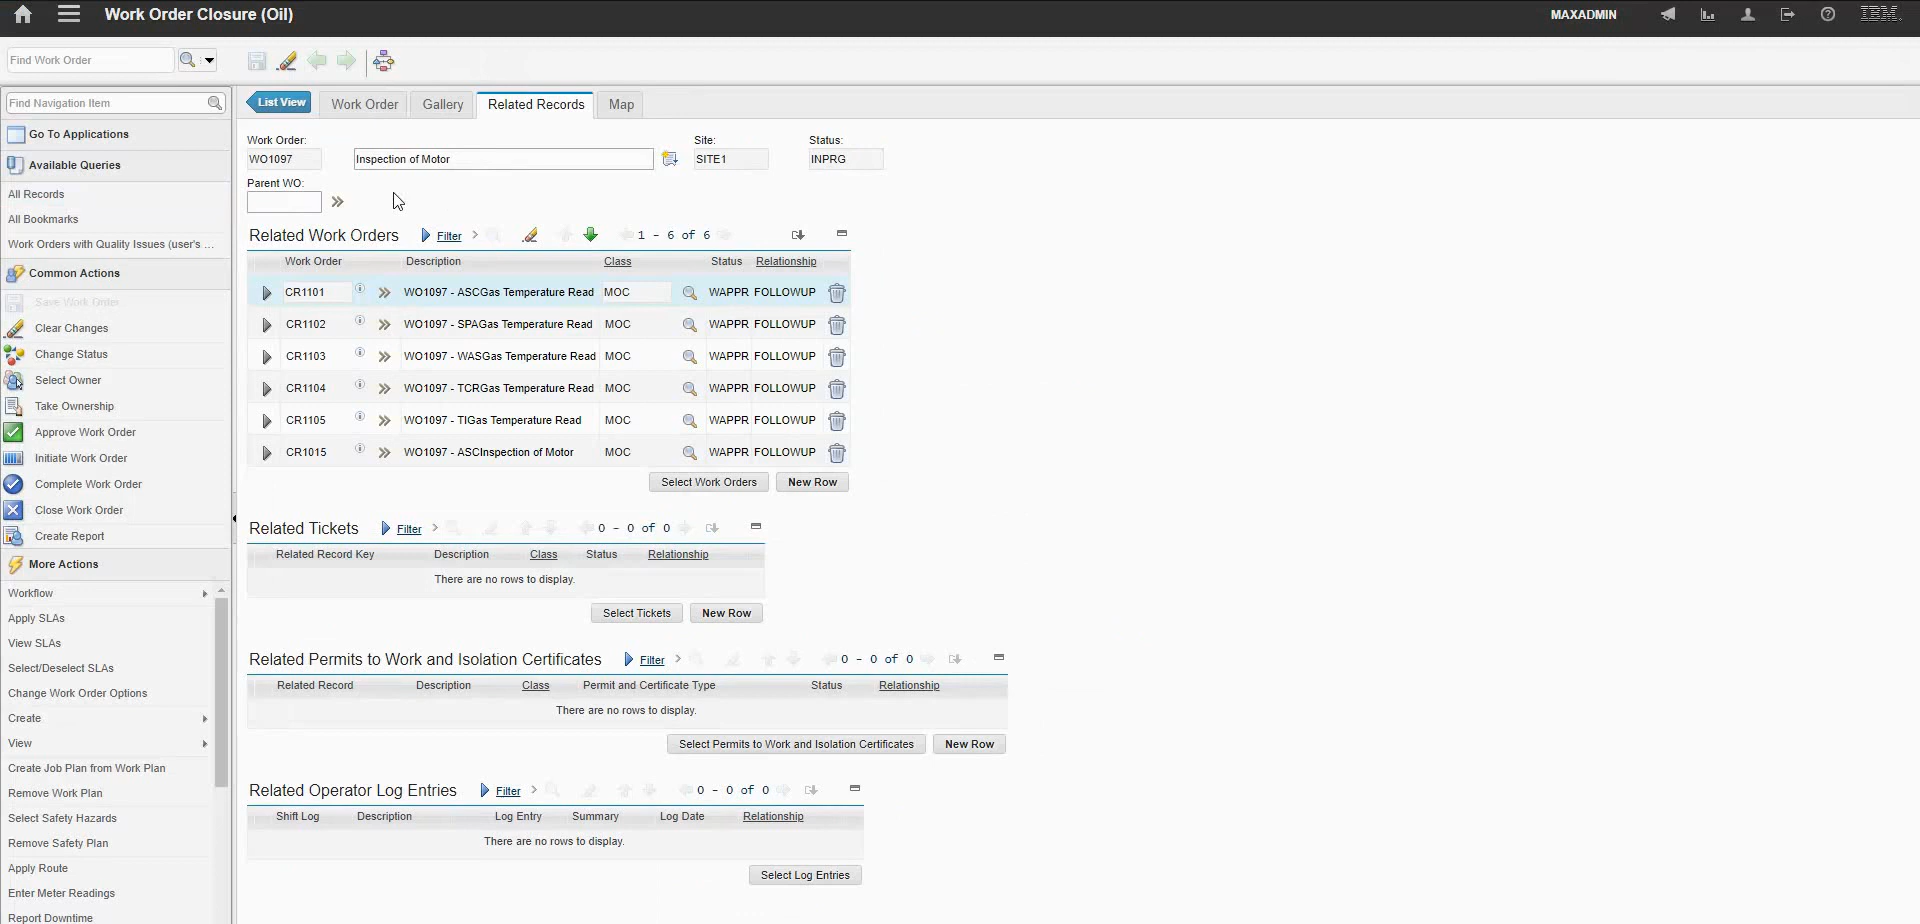 Work Order Closure (Oil)
MAXADMIN
IBM
Find Work Order
Find Navigation Item
Go To Applications
Available Queries
All Records
All Bookmarks
Work Orders with Quality Issues (user's ...
Common Actions
Save Work Order
Clear Changes
Change Status
Select Owner
Take Ownership
Approve Work Order
Initiate Work Order
Complete Work Order
Close Work Order
Create Report
More Actions
Workflow
Apply SLAs
View SLAs
Select/Deselect SLAs
Change Work Order Options
Create
View
Create Job Plan from Work Plan
Remove Work Plan
Select Safety Hazards
Remove Safety Plan
Apply Route
Enter Meter Readings
Report Downtime
List View Work Order Gallery Related Records Map
Work Order: Site: Status:
WO1097 Inspection of Motor SITE1 INPRG
Parent WO:
Related Work Orders Filter 1 - 6 of 6
Work Order Description Class Status Relationship
CR1101 WO1097 - ASCGas Temperature Read MOC WAPPR FOLLOWUP
CR1102 WO1097 - SPAGas Temperature Read MOC WAPPR FOLLOWUP
CR1103 WO1097 - WASGas Temperature Read MOC WAPPR FOLLOWUP
CR1104 WO1097 - TCRGas Temperature Read MOC WAPPR FOLLOWUP
CR1105 WO1097 - TIGas Temperature Read MOC WAPPR FOLLOWUP
CR1015 WO1097 - ASCInspection of Motor MOC WAPPR FOLLOWUP
Select Work Orders New Row
Related Tickets Filter 0 - 0 of 0
Related Record Key Description Class Status Relationship
There are no rows to display.
Select Tickets New Row
Related Permits to Work and Isolation Certificates Filter 0 - 0 of 0
Related Record Description Class Permit and Certificate Type Status Relationship
There are no rows to display.
Select Permits to Work and Isolation Certificates New Row
Related Operator Log Entries Filter 0 - 0 of 0
Shift Log Description Log Entry Summary Log Date Relationship
There are no rows to display.
Select Log Entries